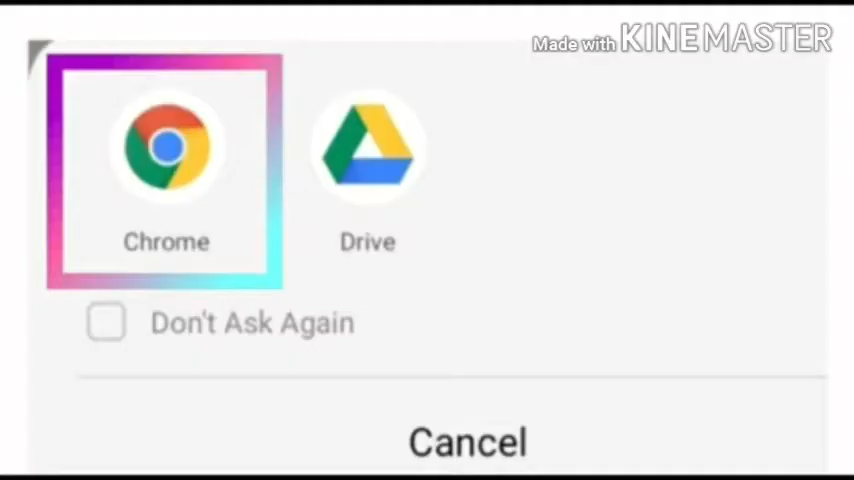 Made with KINEMASTER
Chrome
Drive
Don't Ask Again
Cancel